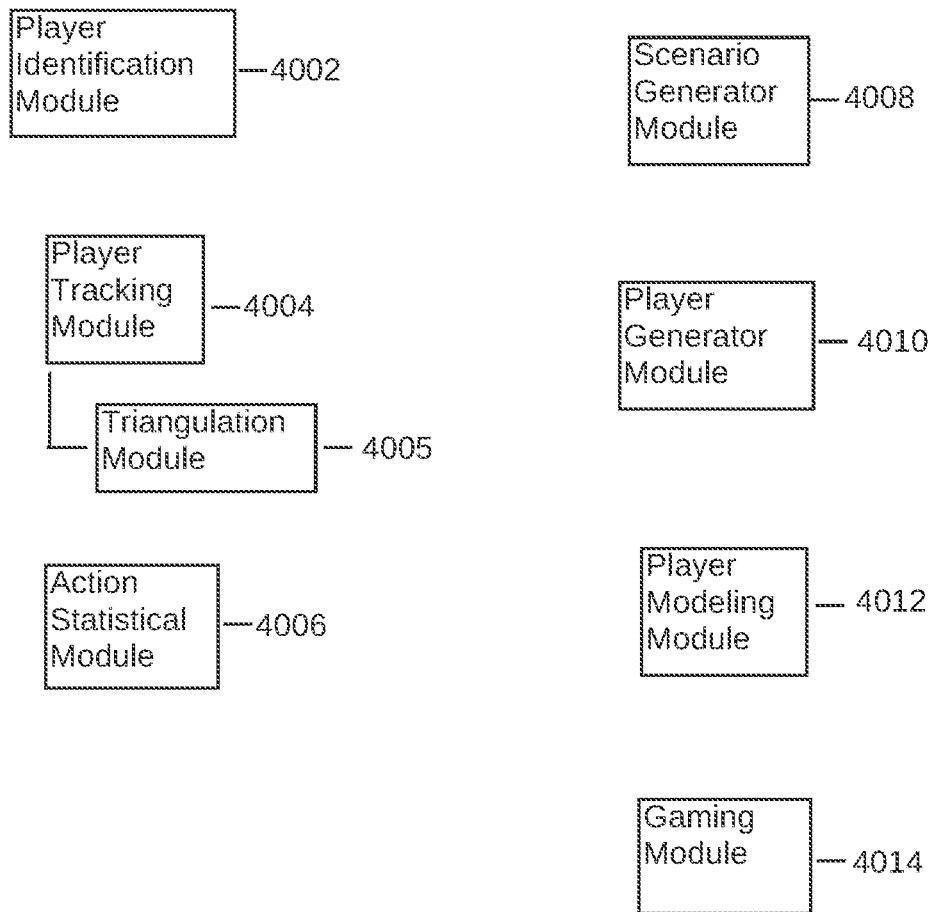 Player
Identification
Module
4002
Player
Tracking
Module
4004
Triangulation
Module
4005
Action
Statistical
Module
4006
Scenario
Generator
Module
4008
Player
Generator
Module
4010
Player
Modeling
Module
4012
Gaming
Module
4014